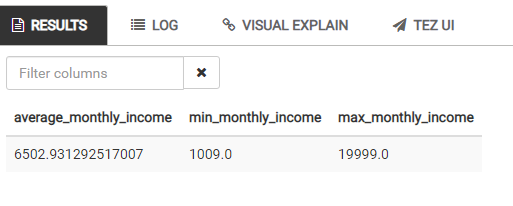 RESULTS LOG VISUAL EXPLAIN TEZ UI
Filter columns
average_monthly_income min_monthly_income max_monthly_income
6502.931292517007 1009.0 19999.0